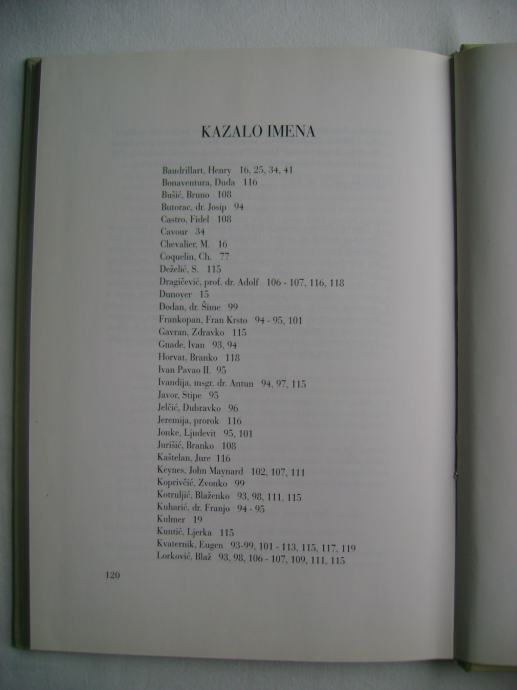 KAZALO IMENA
Baudrillart, Henry 16, 25, 34, 41
Bonaventura, Duda 116
Bušić, Bruno 108
Butorac, dr. Josip 94
Castro, Fidel 108
Cavour 34
Chevalier, M. 16
Coquelin, Ch. 77
Deželić, S. 115
Dragičević, prof. dr. Adolf 106 - 107, 116, 118
Dunoyer 15
Dodan, dr. Šime 99
Frankopan, Fran Krsto 94 - 95, 101
Gavran, Zdravko 115
Gnade, Ivan 93, 94
Horvat, Branko 118
Ivan Pavao II. 95
Ivandija, msgr. dr. Antun 94, 97, 115
Javor, Stipe 95
Jelčić, Dubravko 96
Jeremija, prorok 116
Jonke, Ljudevit 95, 101
Jurišić, Branko 108
Kaštelan, Jure 116
Keynes, John Maynard 102, 107, 111
Koprivčić, Zvonko 99
Kotruljić, Blaženko 93, 98, 111, 115
Kuharić, dr. Franjo 94 - 95
Kulmer 19
Kuntić, Ljerka 115
Kvaternik, Eugen 93-99, 101 - 113, 115, 117, 119
Lorković, Blaž 93, 98, 106 - 107, 109, 111, 115
120